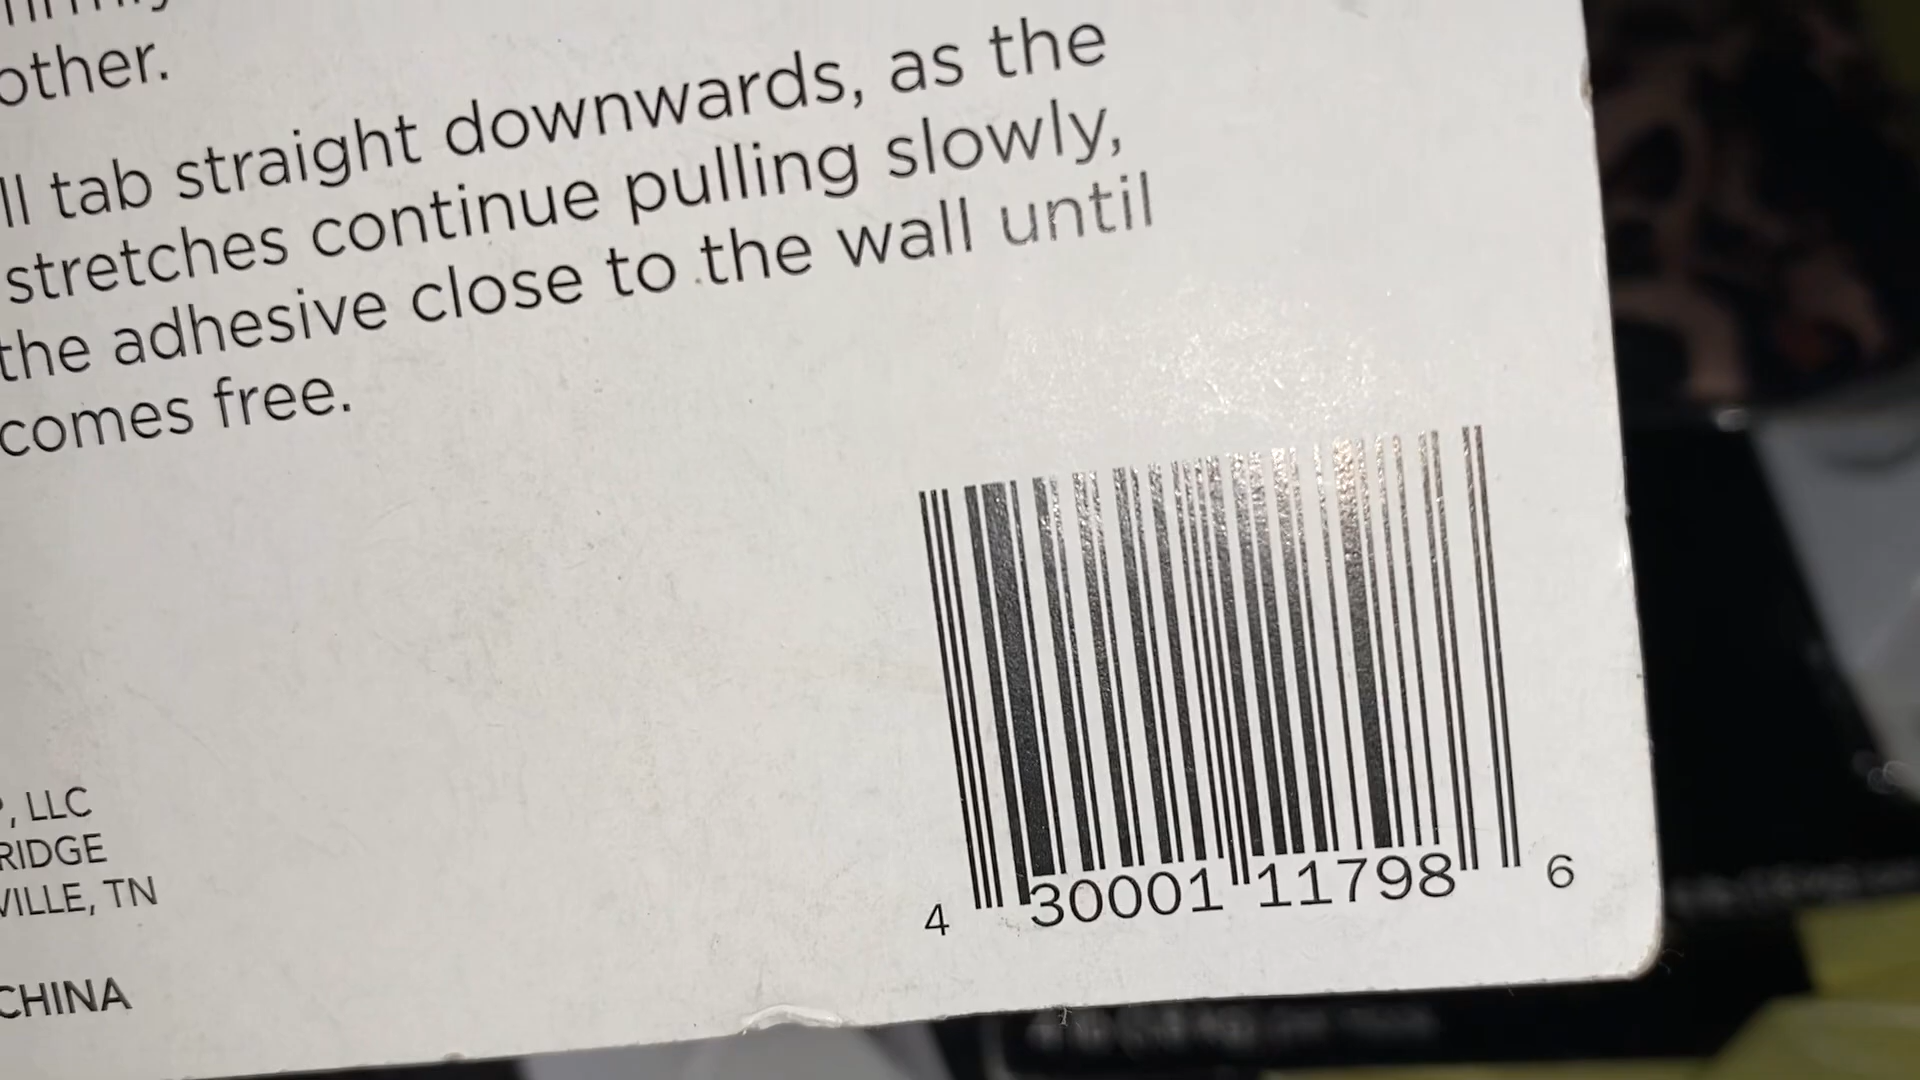 other.
ll tab straight downwards, as the
stretches continue pulling slowly,
the adhesive close to the wall until
comes free.
, LLC
RIDGE
VILLE, TN
CHINA
4 30001 11798 6